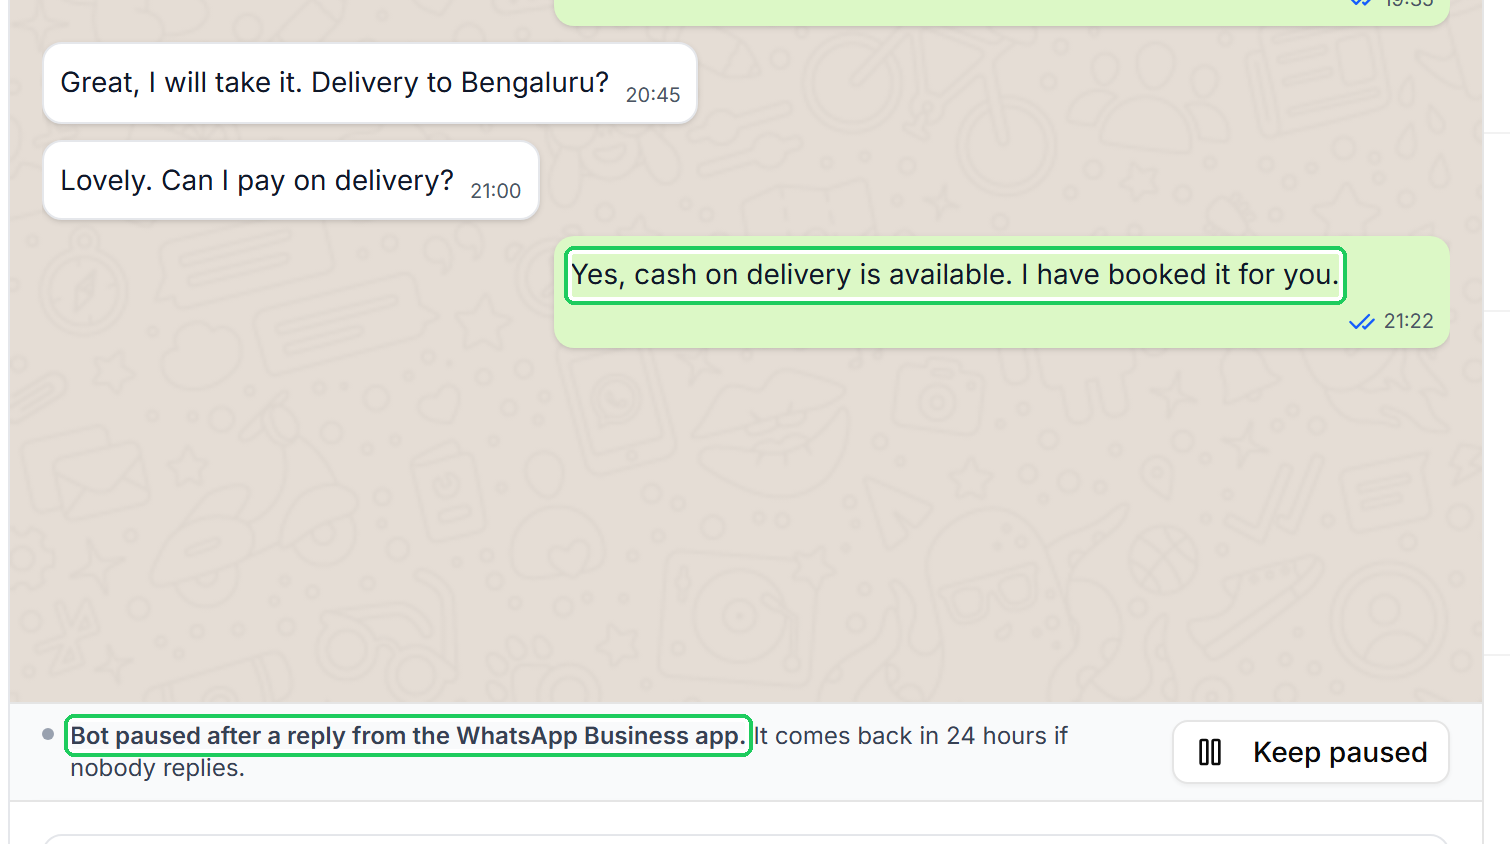 19:35
Great, I will take it. Delivery to Bengaluru? 20:45
Lovely. Can I pay on delivery? 21:00
Yes, cash on delivery is available. I have booked it for you.
21:22
Bot paused after a reply from the WhatsApp Business app. It comes back in 24 hours if
nobody replies.
Keep paused